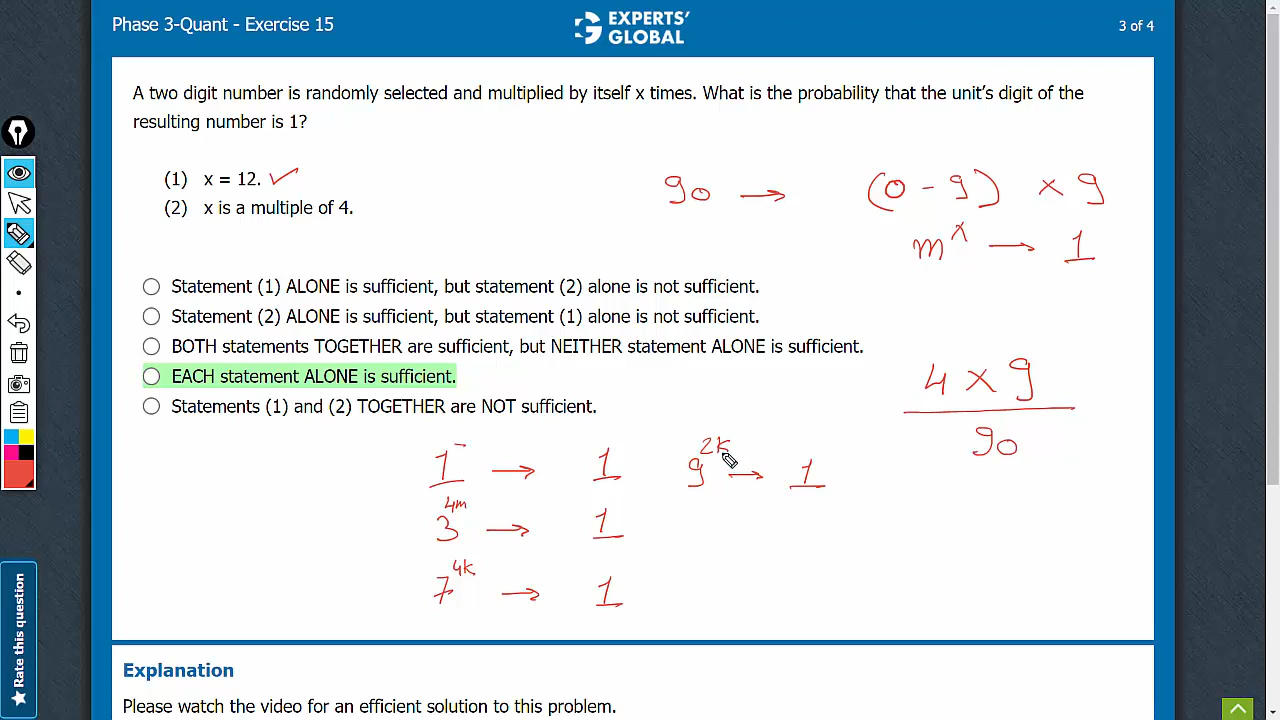 Phase 3-Quant - Exercise 15
EXPERTS'
GLOBAL
3 of 4
A two digit number is randomly selected and multiplied by itself x times. What is the probability that the unit's digit of the
resulting number is 1?
(1) x = 12. ✓
(2) x is a multiple of 4.
90 → (0 - 9) × 9
m^x → 1
Statement (1) ALONE is sufficient, but statement (2) alone is not sufficient.
Statement (2) ALONE is sufficient, but statement (1) alone is not sufficient.
BOTH statements TOGETHER are sufficient, but NEITHER statement ALONE is sufficient.
EACH statement ALONE is sufficient.
Statements (1) and (2) TOGETHER are NOT sufficient.
4 × 9
90
1^- → 1
9^2k → 1
3^4m → 1
7^4k → 1
Rate this question
Explanation
Please watch the video for an efficient solution to this problem.